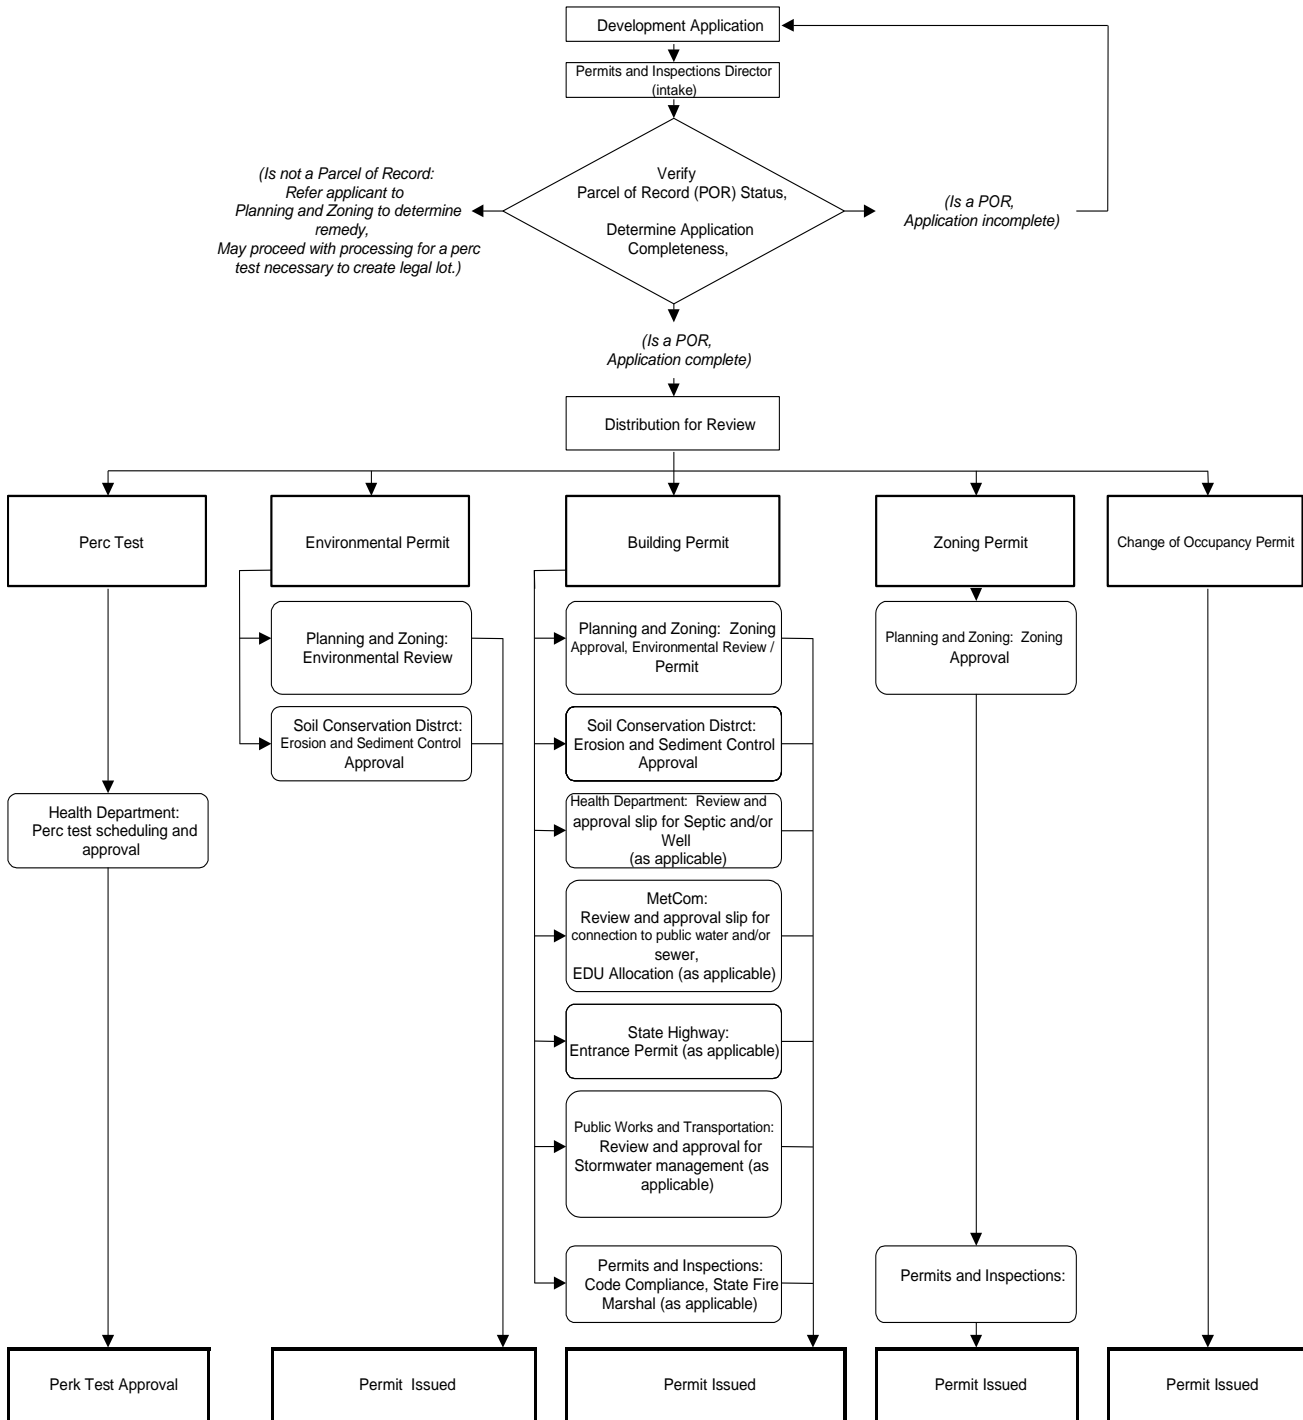 Development Application
Permits and Inspections Director
(intake)
(Is not a Parcel of Record:
Refer applicant to
Planning and Zoning to determine
remedy,
May proceed with processing for a perc
test necessary to create legal lot.)
Verify
Parcel of Record (POR) Status,
Determine Application
Completeness,
(Is a POR,
Application incomplete)
(Is a POR,
Application complete)
Distribution for Review
Perc Test
Environmental Permit
Building Permit
Zoning Permit
Change of Occupancy Permit
Planning and Zoning:
Environmental Review
Soil Conservation Distrct:
Erosion and Sediment Control
Approval
Health Department:
Perc test scheduling and
approval
Planning and Zoning: Zoning
Approval, Environmental Review /
Permit
Soil Conservation Distrct:
Erosion and Sediment Control
Approval
Health Department: Review and
approval slip for Septic and/or
Well
(as applicable)
MetCom:
Review and approval slip for
connection to public water and/or
sewer,
EDU Allocation (as applicable)
State Highway:
Entrance Permit (as applicable)
Public Works and Transportation:
Review and approval for
Stormwater management (as
applicable)
Permits and Inspections:
Code Compliance, State Fire
Marshal (as applicable)
Planning and Zoning: Zoning
Approval
Permits and Inspections:
Perk Test Approval
Permit Issued
Permit Issued
Permit Issued
Permit Issued